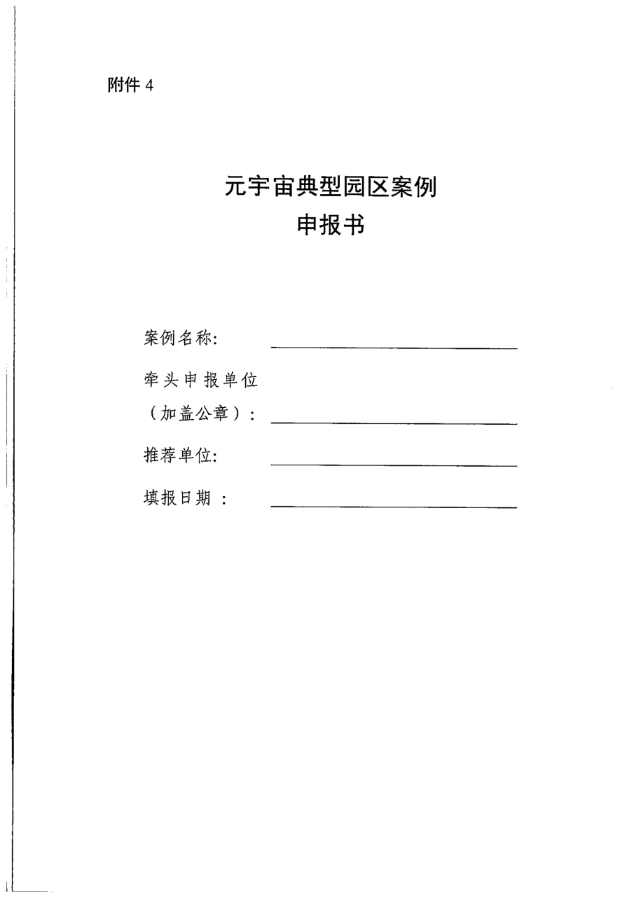 附件 4
元宇宙典型园区案例
申报书
案例名称:
牵头申报单位
（加盖公章）:
推荐单位:
填报日期 :